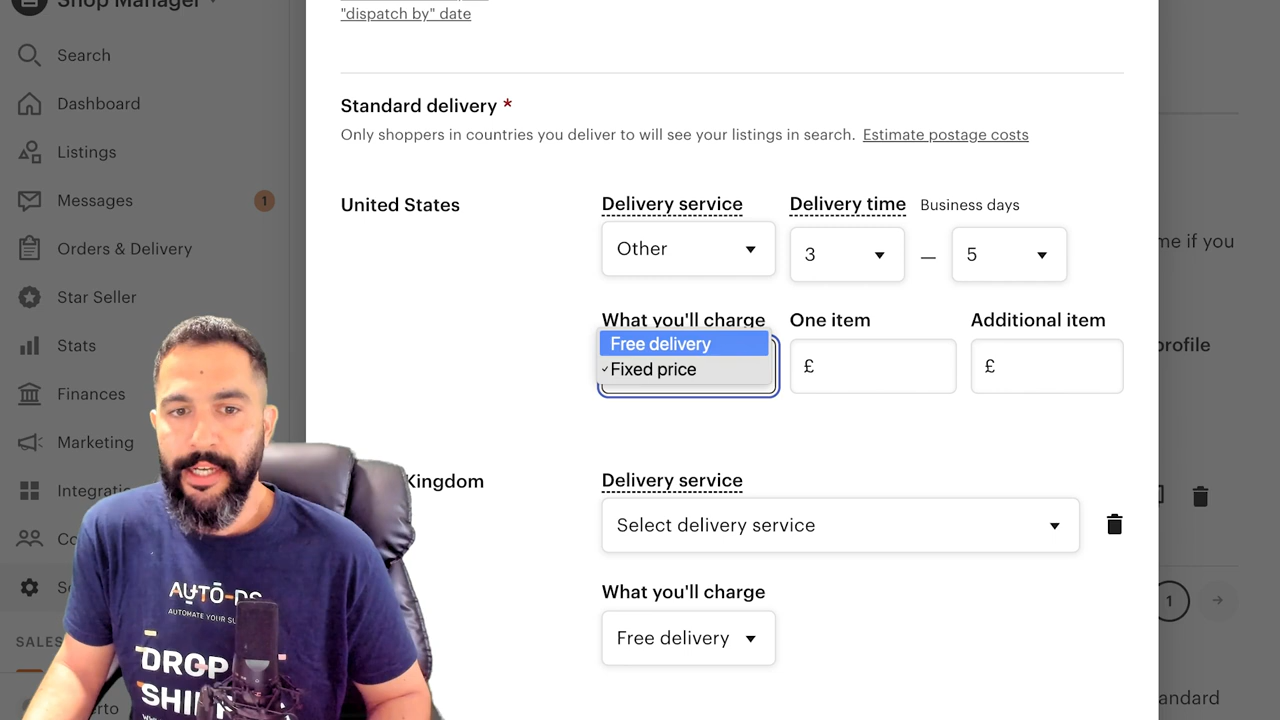 Shop Manager
Search
Dashboard
Listings
Messages
1
Orders & Delivery
Star Seller
Stats
Finances
Marketing
"dispatch by" date
Standard delivery *
Only shoppers in countries you deliver to will see your listings in search. Estimate postage costs
United States
Delivery service
Delivery time Business days
Other
3
—
5
What you'll charge
One item
Additional item
Free delivery
✓Fixed price
£
£
Kingdom
Delivery service
Select delivery service
What you'll charge
Free delivery
me if you
profile
1
SALES
AUTO-DS
AUTOMATE YOUR
DROP